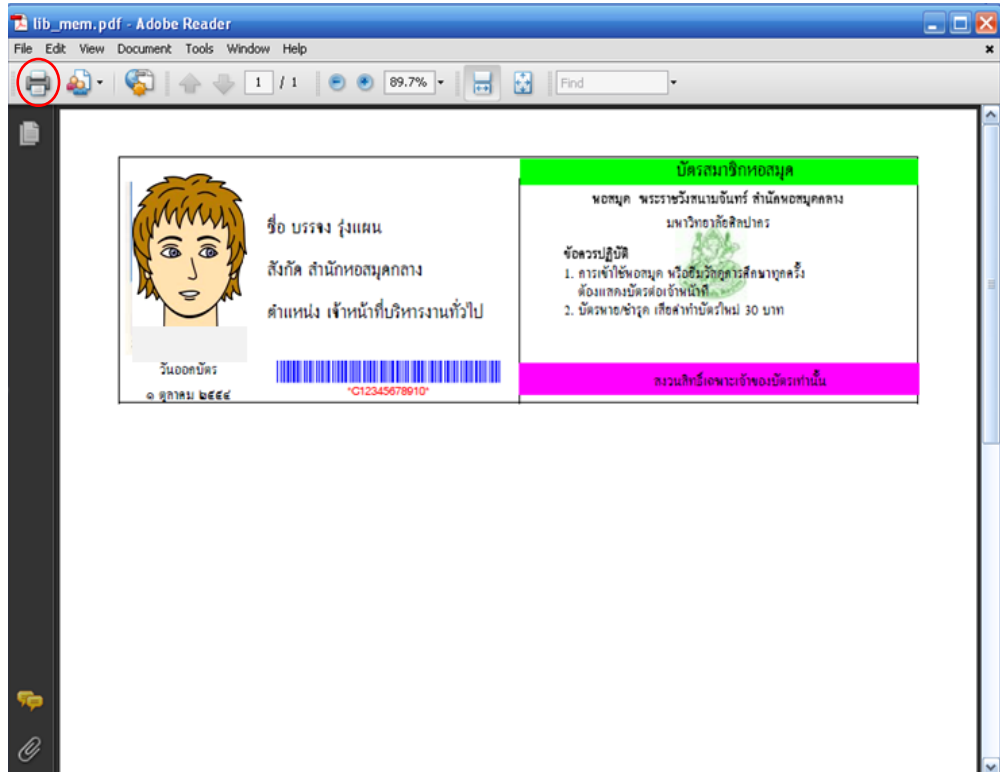 lib_mem.pdf - Adobe Reader
File Edit View Document Tools Window Help
1 / 1 89.7% Find
ชื่อ บรรจง รุ่งแผน
สังกัด สำนักหอสมุดกลาง
ตำแหน่ง เจ้าหน้าที่บริหารงานทั่วไป
วันออกบัตร
๑ ตุลาคม ๒๕๕๔
*C12345678910*
บัตรสมาชิกหอสมุด
หอสมุด พระราชวังสนามจันทร์ สำนักหอสมุดกลาง
มหาวิทยาลัยศิลปากร
ข้อควรปฏิบัติ
1. การเข้าใช้หอสมุด หรือยืมวัสดุการศึกษาทุกครั้ง
ต้องแสดงบัตรต่อเจ้าหน้าที่
2. บัตรหาย/ชำรุด เสียค่าทำบัตรใหม่ 30 บาท
สงวนสิทธิ์เฉพาะเจ้าของบัตรเท่านั้น